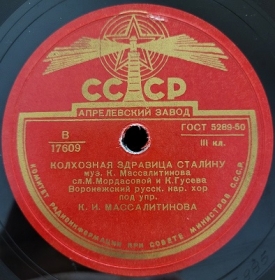 СССР
АПРЕЛЕВСКИЙ ЗАВОД
В
17609
ГОСТ 5289-50
III кл.
КОЛХОЗНАЯ ЗДРАВИЦА СТАЛИНУ
муз. К. Массалитинова
сл. М. Мордасовой и К. Гусева
Воронежский русск. нар. хор
под упр.
К. И. МАССАЛИТИНОВА
КОМИТЕТ РАДИОИНФОРМАЦИИ ПРИ СОВЕТЕ МИНИСТРОВ СССР